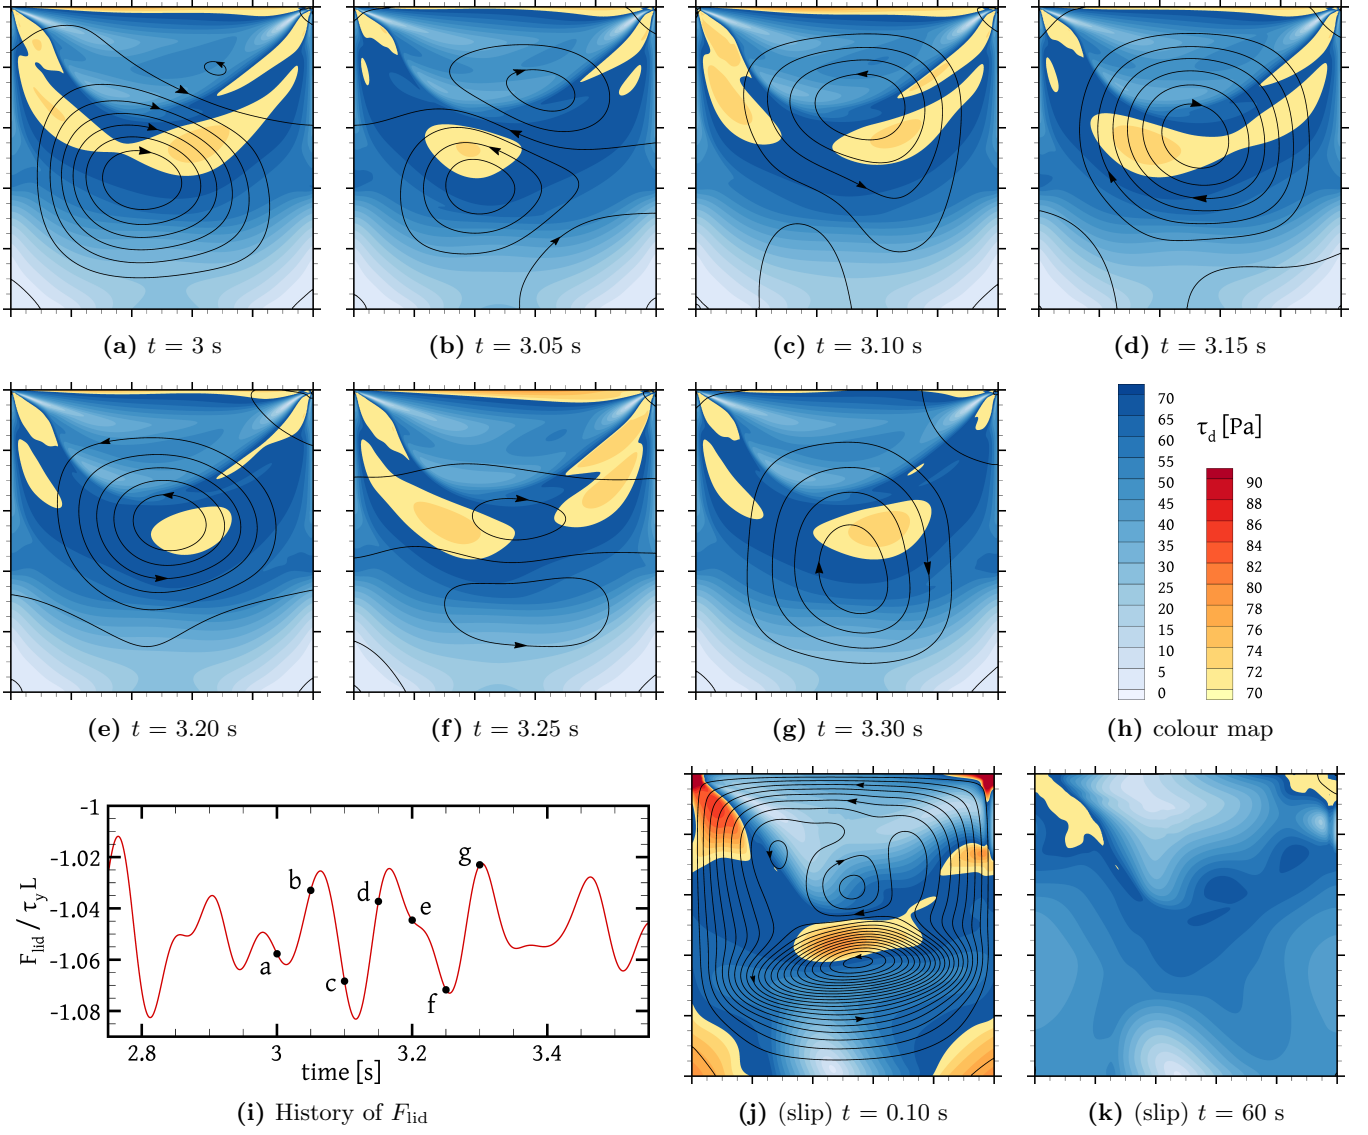 (a) t = 3 s
(b) t = 3.05 s
(c) t = 3.10 s
(d) t = 3.15 s
70
65
60
55
50
45
40
35
30
25
20
15
10
5
0
τd [Pa]
90
88
86
84
82
80
78
76
74
72
70
(e) t = 3.20 s
(f) t = 3.25 s
(g) t = 3.30 s
(h) colour map
-1
-1.02
-1.04
-1.06
-1.08
Flid / τy L
a
b
c
d
e
f
g
2.8
3
3.2
3.4
time [s]
(i) History of Flid
(j) (slip) t = 0.10 s
(k) (slip) t = 60 s